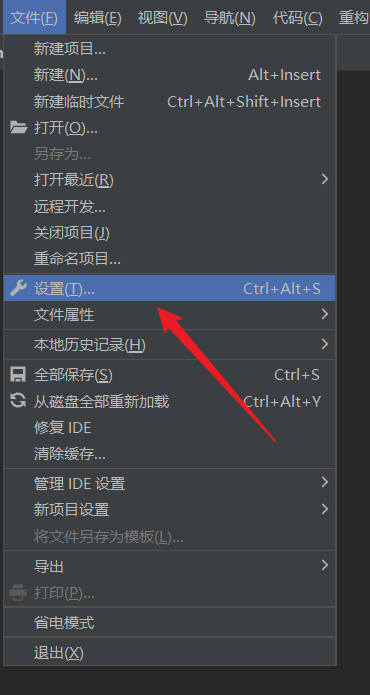 文件(F) 编辑(E) 视图(V) 导航(N) 代码(C) 重构
新建项目...
新建(N)... Alt+Insert
新建临时文件 Ctrl+Alt+Shift+Insert
打开(O)...
另存为...
打开最近(R)
远程开发...
关闭项目(J)
重命名项目...
设置(T)... Ctrl+Alt+S
文件属性
本地历史记录(H)
全部保存(S) Ctrl+S
从磁盘全部重新加载 Ctrl+Alt+Y
修复 IDE
清除缓存...
管理 IDE 设置
新项目设置
将文件另存为模板(L)...
导出
打印(P)...
省电模式
退出(X)